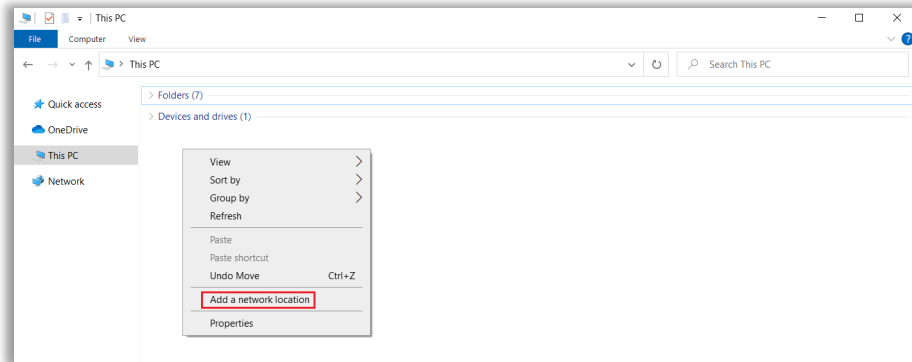 This PC
File Computer View
This PC Search This PC
Folders (7)
Quick access
Devices and drives (1)
OneDrive
This PC
Network
View
Sort by
Group by
Refresh
Paste
Paste shortcut
Undo Move Ctrl+Z
Add a network location
Properties